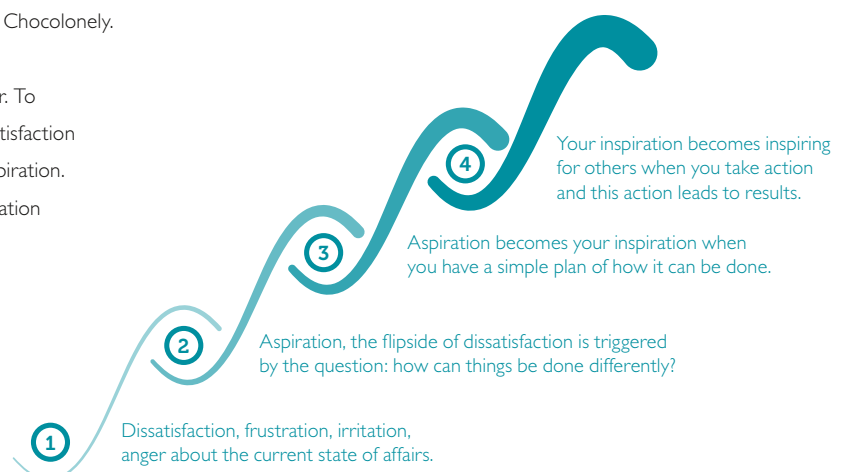 Chocolonely.
r. To
tisfaction
piration.
ation
4
Your inspiration becomes inspiring
for others when you take action
and this action leads to results.
3
Aspiration becomes your inspiration when
you have a simple plan of how it can be done.
2
Aspiration, the flipside of dissatisfaction is triggered
by the question: how can things be done differently?
1
Dissatisfaction, frustration, irritation,
anger about the current state of affairs.